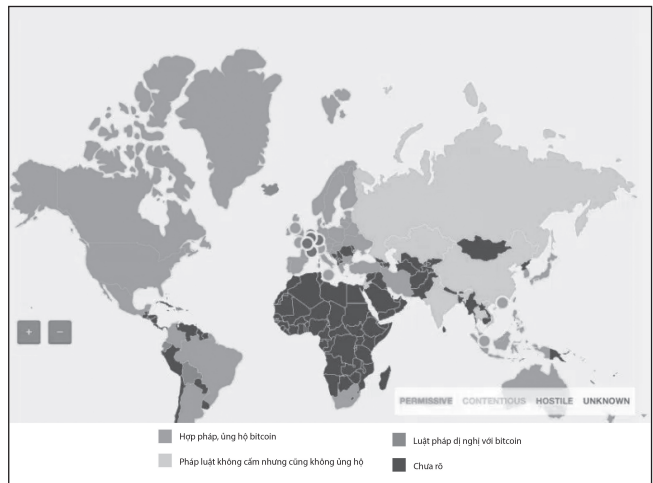 + −
PERMISSIVE CONTENTIOUS HOSTILE UNKNOWN
Hợp pháp, ủng hộ bitcoin
Pháp luật không cấm nhưng cũng không ủng hộ
Luật pháp dị nghị với bitcoin
Chưa rõ